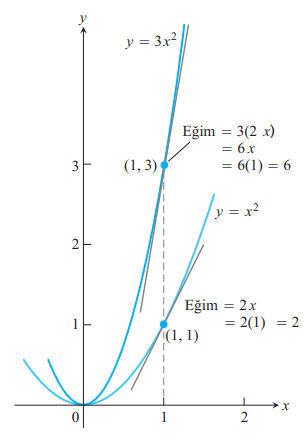 y
y = 3x²
Eğim = 3(2 x)
= 6x
= 6(1) = 6
3
(1, 3)
y = x²
2
Eğim = 2x
= 2(1) = 2
1
(1, 1)
0
1
2
x